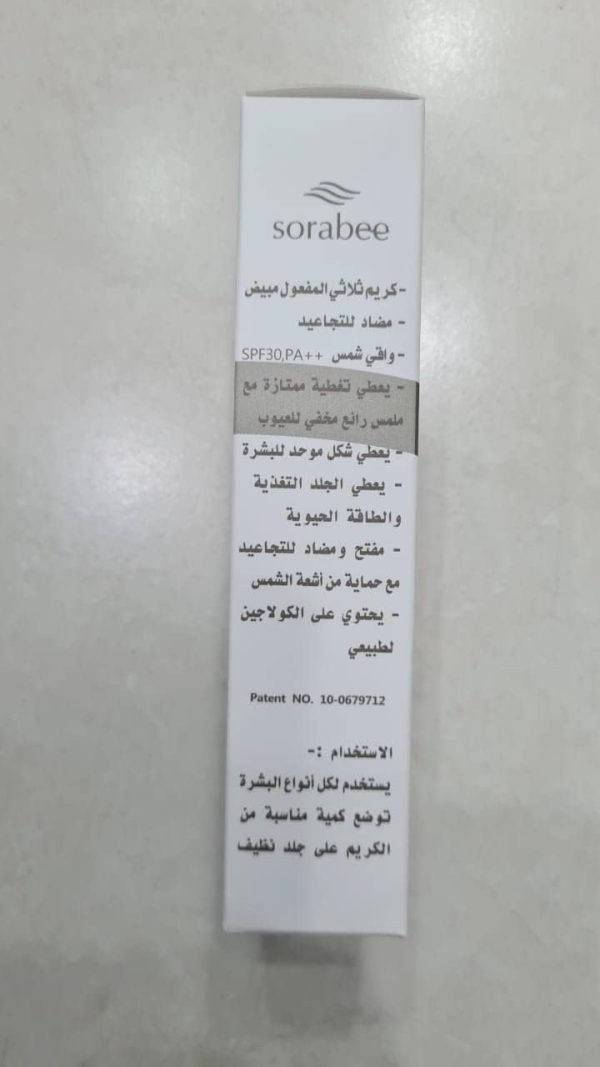 sorabee
-كريم ثلاثي المفعول مبيض
- مضاد للتجاعيد
-واقي شمس SPF30,PA++
- يعطي تغطية ممتازة مع
ملمس رائع مخفي للعيوب
- يعطي شكل موحد للبشرة
- يعطي الجلد التغذية
والطاقة الحيوية
- مفتح ومضاد للتجاعيد
مع حماية من أشعة الشمس
- يحتوي على الكولاجين
لطبيعي
Patent NO. 10-0679712
الاستخدام :-
يستخدم لكل أنواع البشرة
توضع كمية مناسبة من
الكريم على جلد نظيف